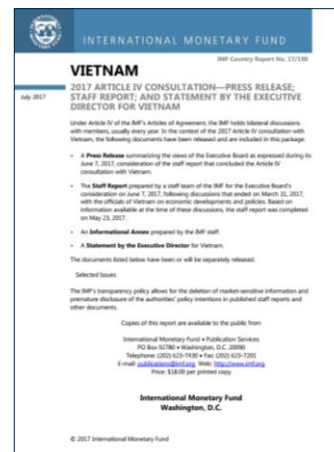 INTERNATIONAL MONETARY FUND
IMF Country Report No. 17/190
VIETNAM
July 2017
2017 ARTICLE IV CONSULTATION—PRESS RELEASE;
STAFF REPORT; AND STATEMENT BY THE EXECUTIVE
DIRECTOR FOR VIETNAM
Under Article IV of the IMF's Articles of Agreement, the IMF holds bilateral discussions
with members, usually every year. In the context of the 2017 Article IV consultation with
Vietnam, the following documents have been released and are included in this package:
• A Press Release summarizing the views of the Executive Board as expressed during its
June 7, 2017, consideration of the staff report that concluded the Article IV
consultation with Vietnam.
• The Staff Report prepared by a staff team of the IMF for the Executive Board's
consideration on June 7, 2017, following discussions that ended on March 31, 2017,
with the officials of Vietnam on economic developments and policies. Based on
information available at the time of these discussions, the staff report was completed
on May 23, 2017.
• An Informational Annex prepared by the IMF staff.
• A Statement by the Executive Director for Vietnam.
The documents listed below have been or will be separately released.
Selected Issues
The IMF's transparency policy allows for the deletion of market-sensitive information and
premature disclosure of the authorities' policy intentions in published staff reports and
other documents.
Copies of this report are available to the public from
International Monetary Fund • Publication Services
PO Box 92780 • Washington, D.C. 20090
Telephone: (202) 623-7430 • Fax: (202) 623-7201
E-mail: publications@imf.org Web: http://www.imf.org
Price: $18.00 per printed copy
International Monetary Fund
Washington, D.C.
© 2017 International Monetary Fund